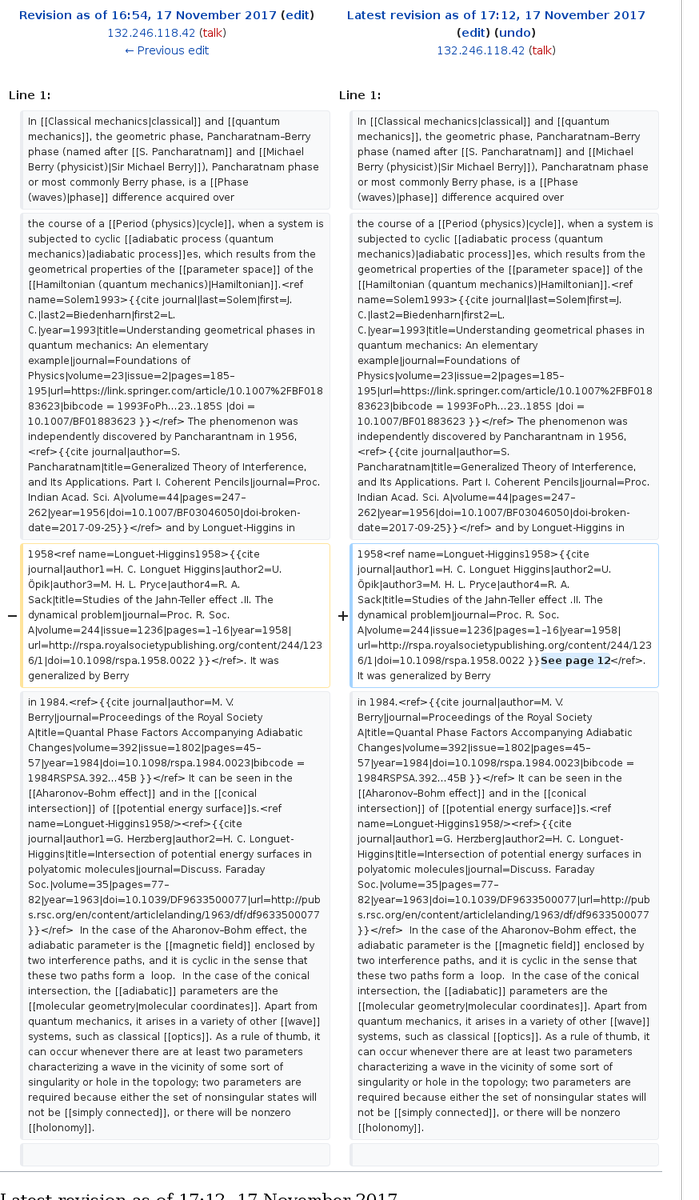 Revision as of 16:54, 17 November 2017 (edit)
132.246.118.42 (talk)
← Previous edit
Latest revision as of 17:12, 17 November 2017
(edit) (undo)
132.246.118.42 (talk)
Line 1:
Line 1:
In [[Classical mechanics|classical]] and [[quantum
mechanics]], the geometric phase, Pancharatnam–Berry
phase (named after [[S. Pancharatnam]] and [[Michael
Berry (physicist)|Sir Michael Berry]]), Pancharatnam phase
or most commonly Berry phase, is a [[Phase
(waves)|phase]] difference acquired over
In [[Classical mechanics|classical]] and [[quantum
mechanics]], the geometric phase, Pancharatnam–Berry
phase (named after [[S. Pancharatnam]] and [[Michael
Berry (physicist)|Sir Michael Berry]]), Pancharatnam phase
or most commonly Berry phase, is a [[Phase
(waves)|phase]] difference acquired over
the course of a [[Period (physics)|cycle]], when a system is
subjected to cyclic [[adiabatic process (quantum
mechanics)|adiabatic process]]es, which results from the
geometrical properties of the [[parameter space]] of the
[[Hamiltonian (quantum mechanics)|Hamiltonian]].<ref
name=Solem1993>{{cite journal|last=Solem|first=J.
C.|last2=Biedenharn|first2=L.
C.|year=1993|title=Understanding geometrical phases in
quantum mechanics: An elementary
example|journal=Foundations of
Physics|volume=23|issue=2|pages=185–
195|url=https://link.springer.com/article/10.1007%2FBF018
83623|bibcode = 1993FoPh...23..185S |doi =
10.1007/BF01883623 }}</ref> The phenomenon was
independently discovered by Pancharantnam in 1956,
<ref>{{cite journal|author=S.
Pancharatnam|title=Generalized Theory of Interference,
and Its Applications. Part I. Coherent Pencils|journal=Proc.
Indian Acad. Sci. A|volume=44|pages=247–
262|year=1956|doi=10.1007/BF03046050|doi-broken-
date=2017-09-25}}</ref> and by Longuet-Higgins in
the course of a [[Period (physics)|cycle]], when a system is
subjected to cyclic [[adiabatic process (quantum
mechanics)|adiabatic process]]es, which results from the
geometrical properties of the [[parameter space]] of the
[[Hamiltonian (quantum mechanics)|Hamiltonian]].<ref
name=Solem1993>{{cite journal|last=Solem|first=J.
C.|last2=Biedenharn|first2=L.
C.|year=1993|title=Understanding geometrical phases in
quantum mechanics: An elementary
example|journal=Foundations of
Physics|volume=23|issue=2|pages=185–
195|url=https://link.springer.com/article/10.1007%2FBF018
83623|bibcode = 1993FoPh...23..185S |doi =
10.1007/BF01883623 }}</ref> The phenomenon was
independently discovered by Pancharantnam in 1956,
<ref>{{cite journal|author=S.
Pancharatnam|title=Generalized Theory of Interference,
and Its Applications. Part I. Coherent Pencils|journal=Proc.
Indian Acad. Sci. A|volume=44|pages=247–
262|year=1956|doi=10.1007/BF03046050|doi-broken-
date=2017-09-25}}</ref> and by Longuet-Higgins in
−
1958<ref name=Longuet-Higgins1958>{{cite
journal|author1=H. C. Longuet Higgins|author2=U.
Öpik|author3=M. H. L. Pryce|author4=R. A.
Sack|title=Studies of the Jahn-Teller effect .II. The
dynamical problem|journal=Proc. R. Soc.
A|volume=244|issue=1236|pages=1–16|year=1958|
url=http://rspa.royalsocietypublishing.org/content/244/123
6/1|doi=10.1098/rspa.1958.0022 }}</ref>. It was
generalized by Berry
+
1958<ref name=Longuet-Higgins1958>{{cite
journal|author1=H. C. Longuet Higgins|author2=U.
Öpik|author3=M. H. L. Pryce|author4=R. A.
Sack|title=Studies of the Jahn-Teller effect .II. The
dynamical problem|journal=Proc. R. Soc.
A|volume=244|issue=1236|pages=1–16|year=1958|
url=http://rspa.royalsocietypublishing.org/content/244/123
6/1|doi=10.1098/rspa.1958.0022 }}See page 12</ref>.
It was generalized by Berry
in 1984.<ref>{{cite journal|author=M. V.
Berry|journal=Proceedings of the Royal Society
A|title=Quantal Phase Factors Accompanying Adiabatic
Changes|volume=392|issue=1802|pages=45–
57|year=1984|doi=10.1098/rspa.1984.0023|bibcode =
1984RSPSA.392...45B }}</ref> It can be seen in the
[[Aharonov–Bohm effect]] and in the [[conical
intersection]] of [[potential energy surface]]s.<ref
name=Longuet-Higgins1958/><ref>{{cite
journal|author1=G. Herzberg|author2=H. C. Longuet-
Higgins|title=Intersection of potential energy surfaces in
polyatomic molecules|journal=Discuss. Faraday
Soc.|volume=35|pages=77–
82|year=1963|doi=10.1039/DF9633500077|url=http://pub
s.rsc.org/en/content/articlelanding/1963/df/df9633500077
}}</ref>  In the case of the Aharonov–Bohm effect, the
adiabatic parameter is the [[magnetic field]] enclosed by
two interference paths, and it is cyclic in the sense that
these two paths form a  loop.  In the case of the conical
intersection, the [[adiabatic]] parameters are the
[[molecular geometry|molecular coordinates]]. Apart from
quantum mechanics, it arises in a variety of other [[wave]]
systems, such as classical [[optics]]. As a rule of thumb, it
can occur whenever there are at least two parameters
characterizing a wave in the vicinity of some sort of
singularity or hole in the topology; two parameters are
required because either the set of nonsingular states will
not be [[simply connected]], or there will be nonzero
[[holonomy]].
in 1984.<ref>{{cite journal|author=M. V.
Berry|journal=Proceedings of the Royal Society
A|title=Quantal Phase Factors Accompanying Adiabatic
Changes|volume=392|issue=1802|pages=45–
57|year=1984|doi=10.1098/rspa.1984.0023|bibcode =
1984RSPSA.392...45B }}</ref> It can be seen in the
[[Aharonov–Bohm effect]] and in the [[conical
intersection]] of [[potential energy surface]]s.<ref
name=Longuet-Higgins1958/><ref>{{cite
journal|author1=G. Herzberg|author2=H. C. Longuet-
Higgins|title=Intersection of potential energy surfaces in
polyatomic molecules|journal=Discuss. Faraday
Soc.|volume=35|pages=77–
82|year=1963|doi=10.1039/DF9633500077|url=http://pub
s.rsc.org/en/content/articlelanding/1963/df/df9633500077
}}</ref>  In the case of the Aharonov–Bohm effect, the
adiabatic parameter is the [[magnetic field]] enclosed by
two interference paths, and it is cyclic in the sense that
these two paths form a  loop.  In the case of the conical
intersection, the [[adiabatic]] parameters are the
[[molecular geometry|molecular coordinates]]. Apart from
quantum mechanics, it arises in a variety of other [[wave]]
systems, such as classical [[optics]]. As a rule of thumb, it
can occur whenever there are at least two parameters
characterizing a wave in the vicinity of some sort of
singularity or hole in the topology; two parameters are
required because either the set of nonsingular states will
not be [[simply connected]], or there will be nonzero
[[holonomy]].
Latest revision as of 17:12, 17 November 2017